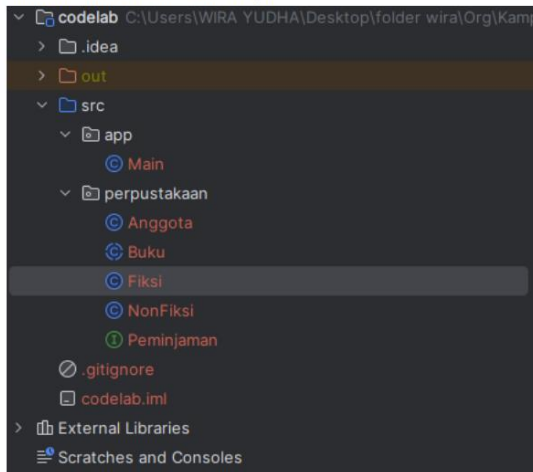 codelab C:\Users\WIRA YUDHA\Desktop\folder wira\Org\Kamp
.idea
out
src
app
C Main
perpustakaan
C Anggota
C Buku
C Fiksi
C NonFiksi
I Peminjaman
.gitignore
codelab.iml
External Libraries
Scratches and Consoles